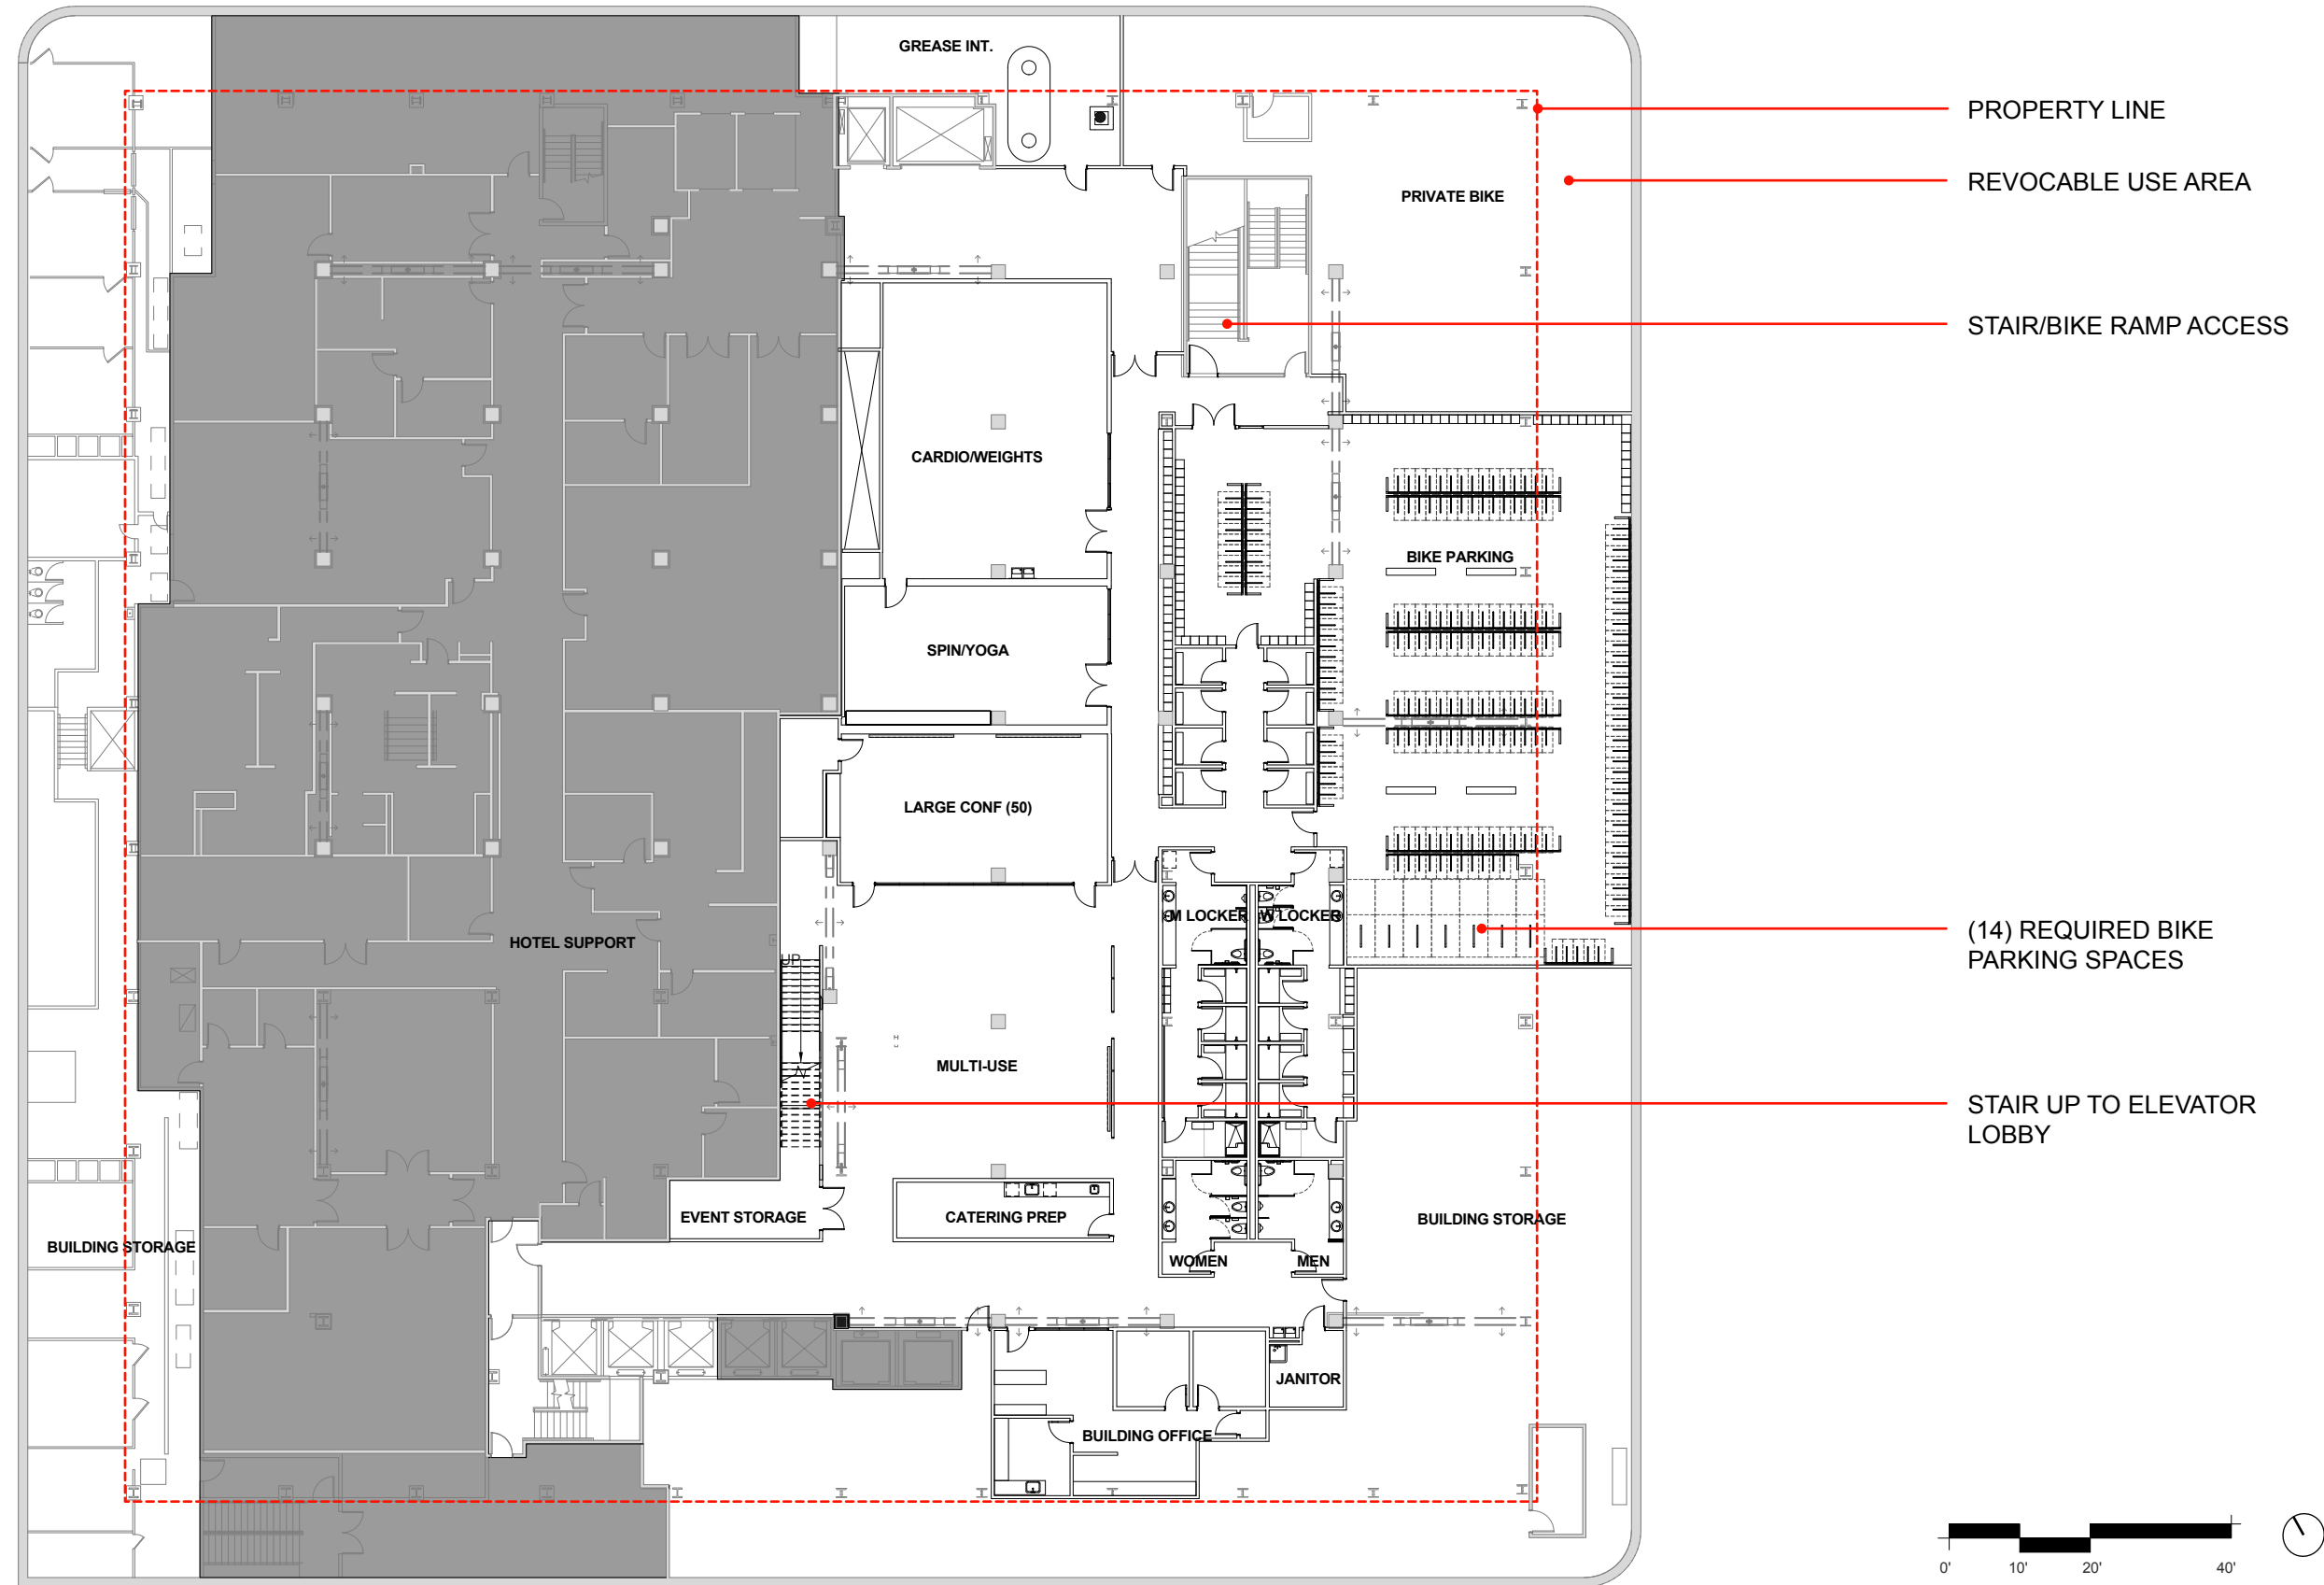 GREASE INT.
PROPERTY LINE
REVOCABLE USE AREA
PRIVATE BIKE
STAIR/BIKE RAMP ACCESS
CARDIO/WEIGHTS
BIKE PARKING
SPIN/YOGA
LARGE CONF (50)
M LOCKER
W LOCKER
(14) REQUIRED BIKE
PARKING SPACES
HOTEL SUPPORT
UP
MULTI-USE
STAIR UP TO ELEVATOR
LOBBY
EVENT STORAGE
CATERING PREP
BUILDING STORAGE
BUILDING STORAGE
WOMEN
MEN
JANITOR
BUILDING OFFICE
0' 10' 20' 40'